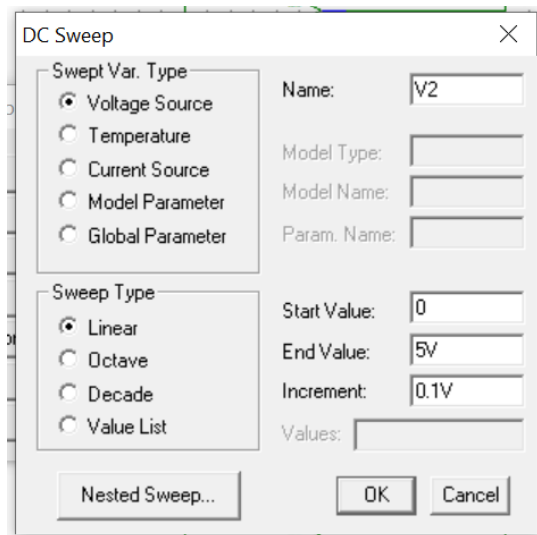 DC Sweep
Swept Var. Type
Voltage Source
Temperature
Current Source
Model Parameter
Global Parameter
Name: V2
Model Type:
Model Name:
Param. Name:
Sweep Type
Linear
Octave
Decade
Value List
Start Value: 0
End Value: 5V
Increment: 0.1V
Values:
Nested Sweep...
OK
Cancel